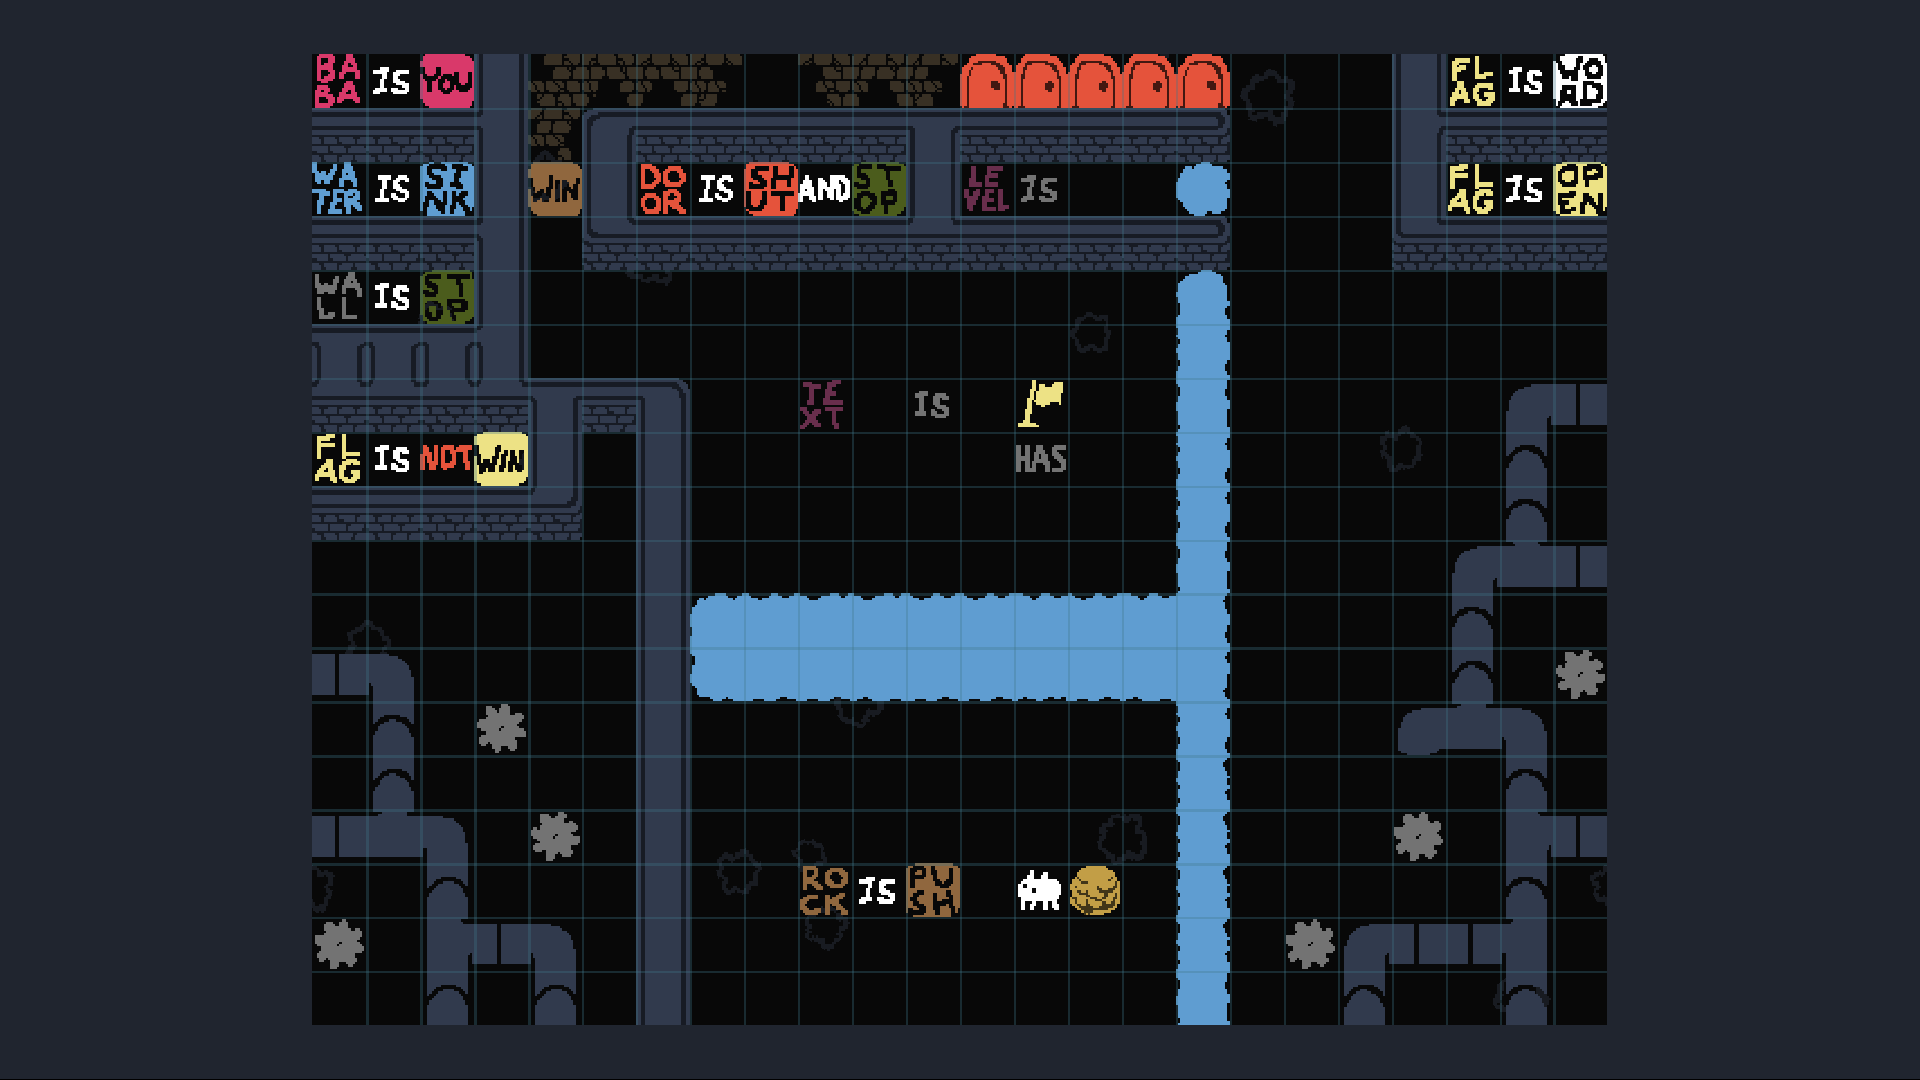 BABA IS YOU
FLAG IS WORD
WATER IS SINK
WIN
DOOR IS SHUT AND STOP
LEVEL IS
FLAG IS OPEN
WALL IS STOP
TEXT IS
FLAG IS NOT WIN
HAS
ROCK IS PUSH